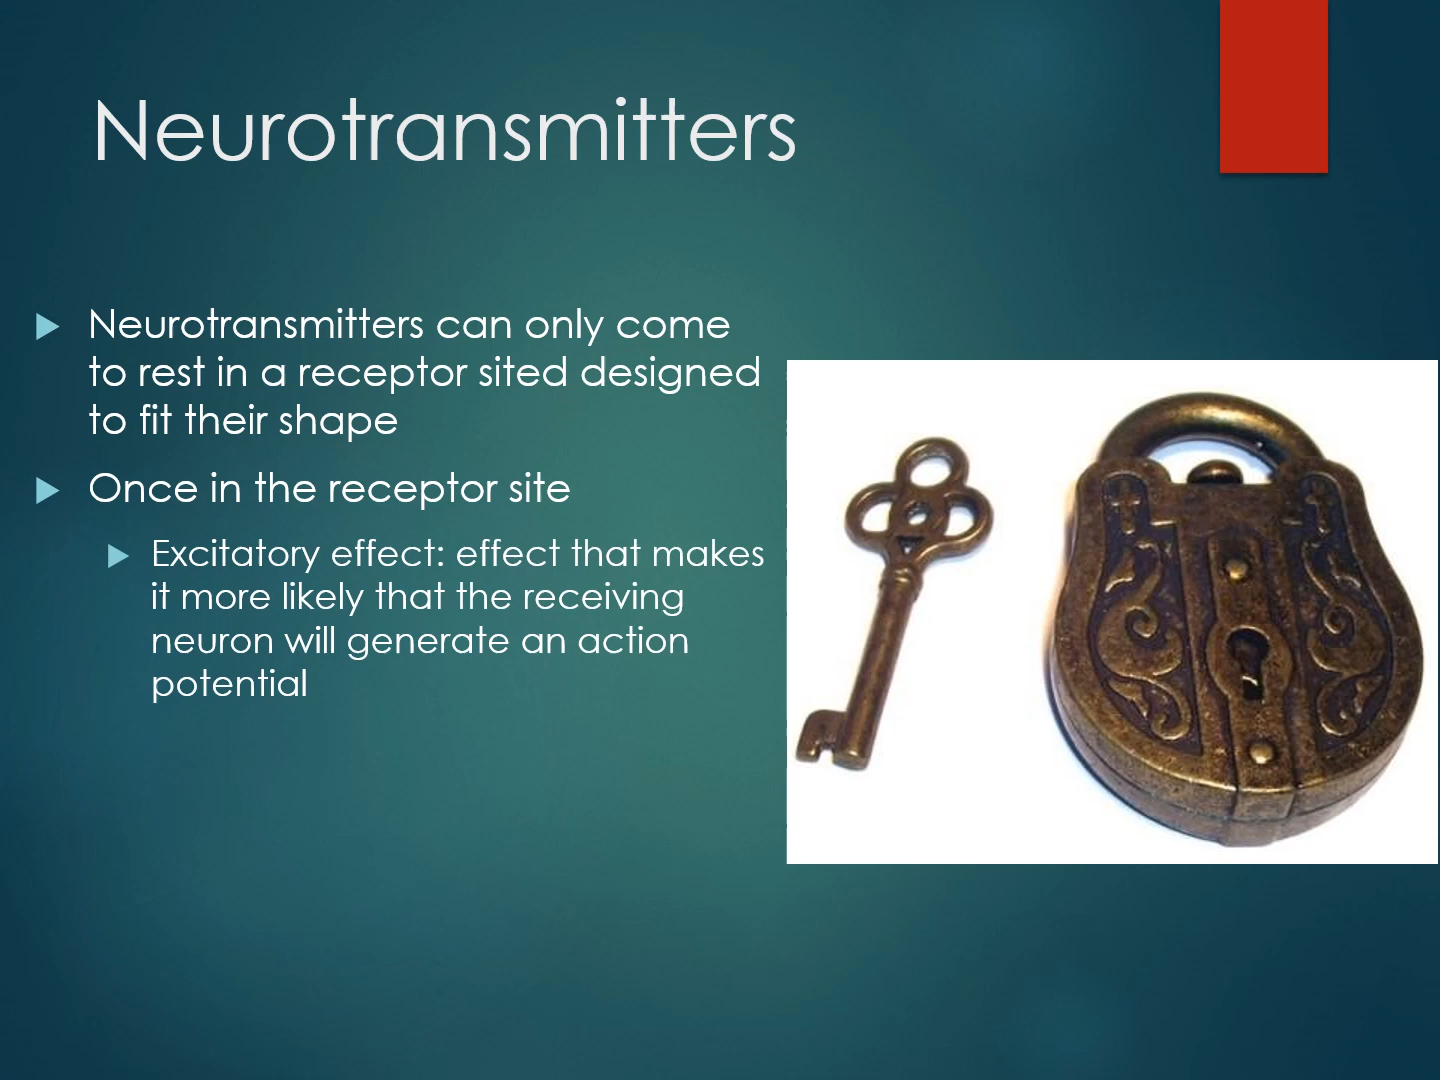 Neurotransmitters
Neurotransmitters can only come
to rest in a receptor sited designed
to fit their shape
Once in the receptor site
Excitatory effect: effect that makes
it more likely that the receiving
neuron will generate an action
potential